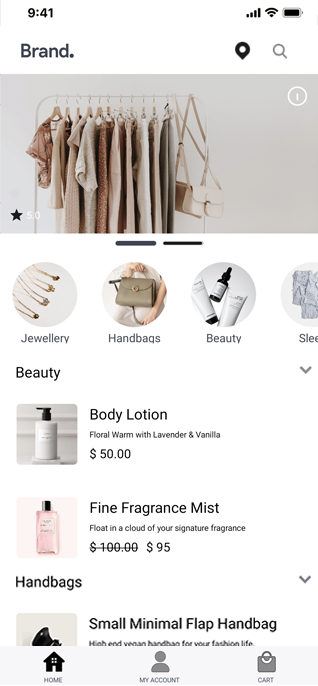 9:41
Brand.
5.0
Jewellery
Handbags
Beauty
Slee
Beauty
Body Lotion
Floral Warm with Lavender & Vanilla
$ 50.00
Fine Fragrance Mist
Float in a cloud of your signature fragrance
$ 100.00 $ 95
Handbags
Small Minimal Flap Handbag
High end vegan handbag for your fashion life.
HOME
MY ACCOUNT
CART